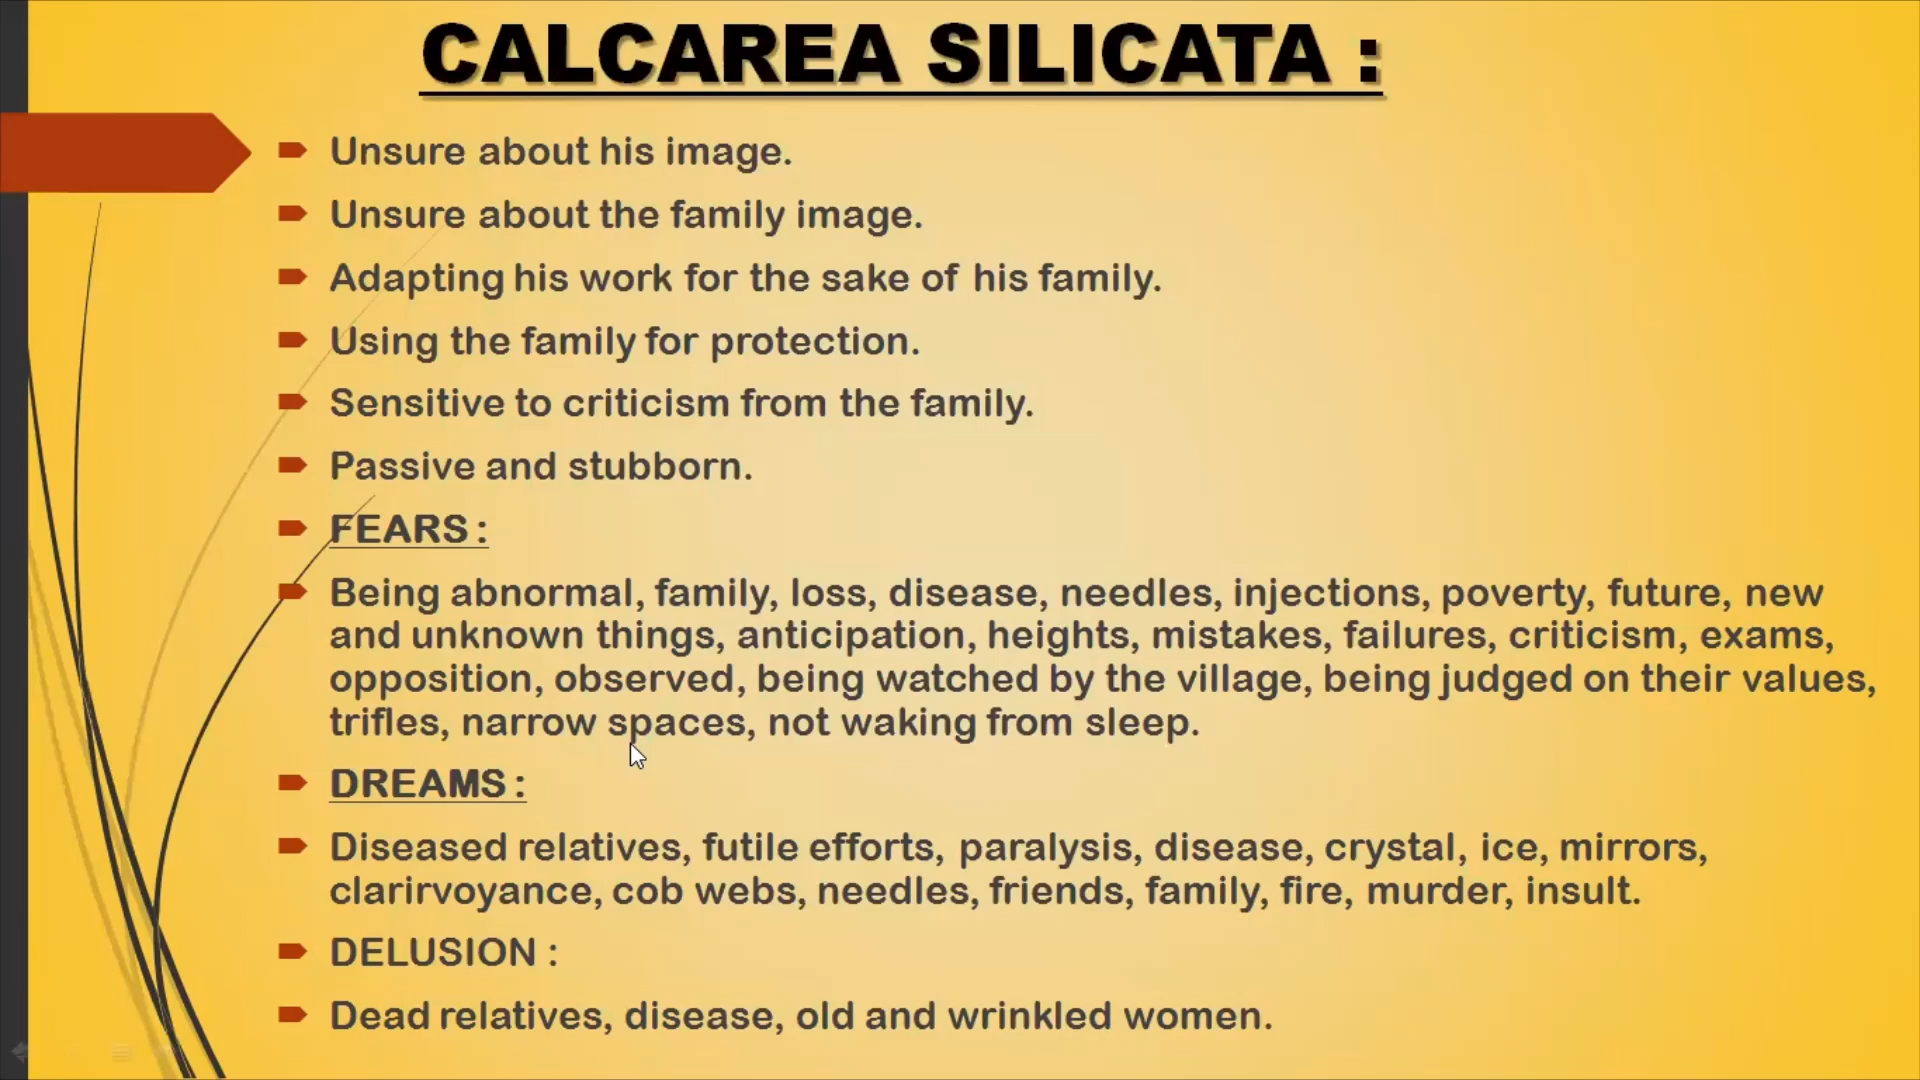 CALCAREA SILICATA :
Unsure about his image.
Unsure about the family image.
Adapting his work for the sake of his family.
Using the family for protection.
Sensitive to criticism from the family.
Passive and stubborn.
FEARS :
Being abnormal, family, loss, disease, needles, injections, poverty, future, new
and unknown things, anticipation, heights, mistakes, failures, criticism, exams,
opposition, observed, being watched by the village, being judged on their values,
trifles, narrow spaces, not waking from sleep.
DREAMS :
Diseased relatives, futile efforts, paralysis, disease, crystal, ice, mirrors,
clarirvoyance, cob webs, needles, friends, family, fire, murder, insult.
DELUSION :
Dead relatives, disease, old and wrinkled women.